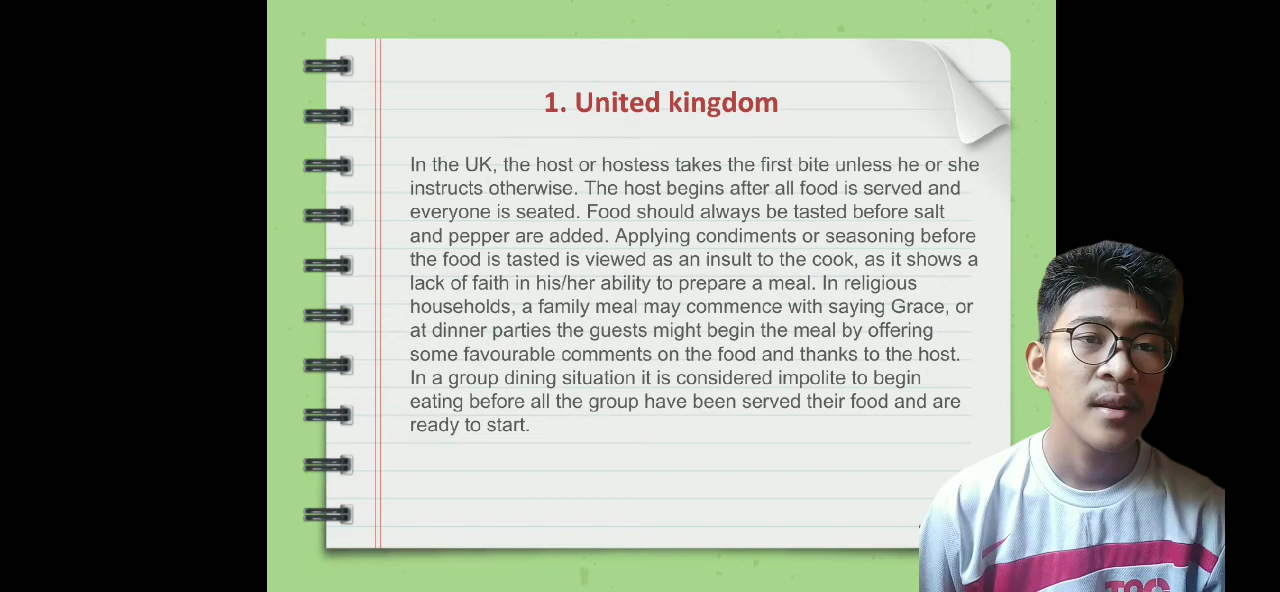 1. United kingdom
In the UK, the host or hostess takes the first bite unless he or she
instructs otherwise. The host begins after all food is served and
everyone is seated. Food should always be tasted before salt
and pepper are added. Applying condiments or seasoning before
the food is tasted is viewed as an insult to the cook, as it shows a
lack of faith in his/her ability to prepare a meal. In religious
households, a family meal may commence with saying Grace, or
at dinner parties the guests might begin the meal by offering
some favourable comments on the food and thanks to the host.
In a group dining situation it is considered impolite to begin
eating before all the group have been served their food and are
ready to start.